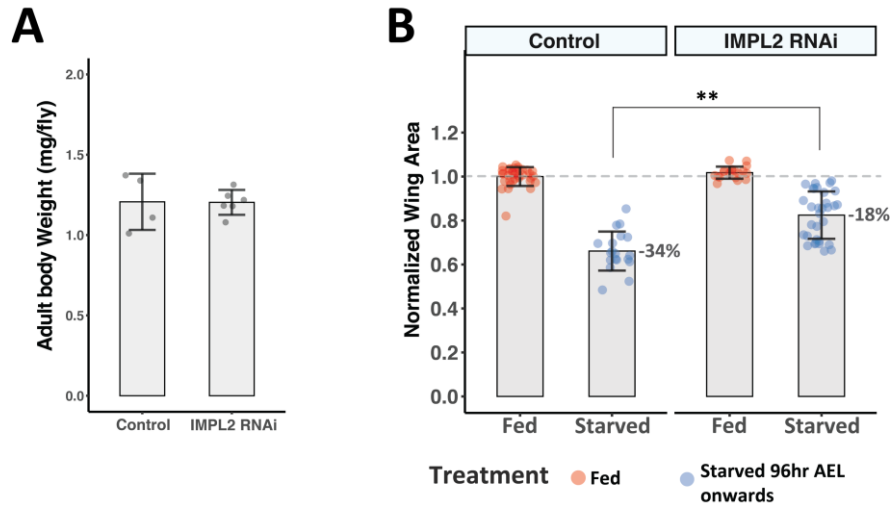 A
Adult body Weight (mg/fly)
2.0
1.5
1.0
0.5
0.0
Control
IMPL2 RNAi
B
Control
IMPL2 RNAi
Normalized Wing Area
1.2
1.0
0.8
0.6
0.4
0.2
0.0
**
-34%
-18%
Fed
Starved
Fed
Starved
Treatment
Fed
Starved 96hr AEL
onwards